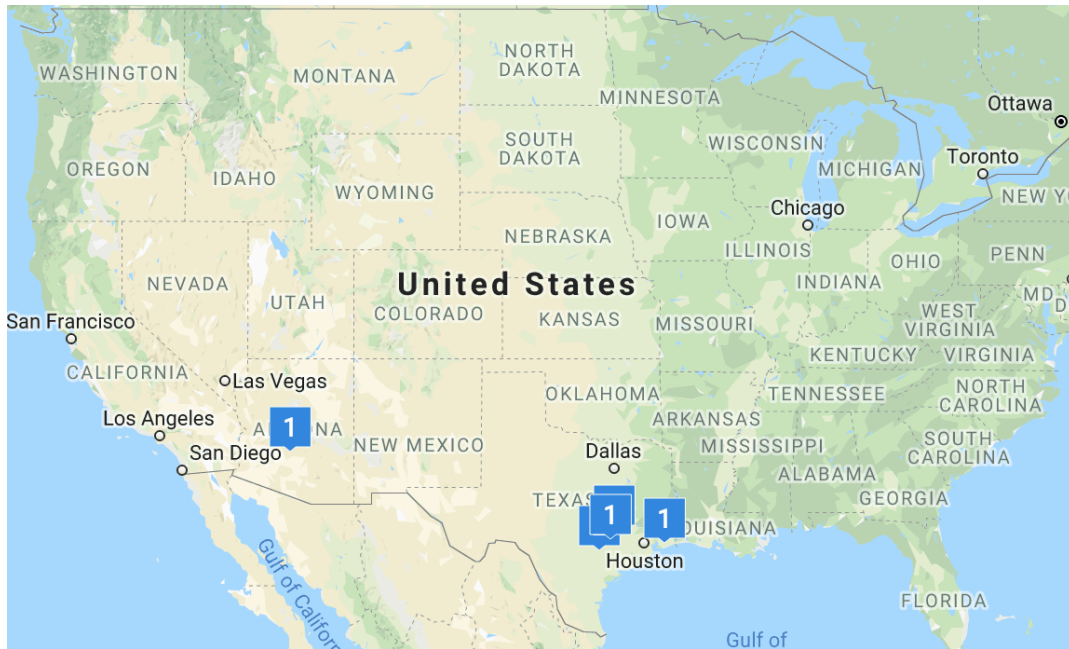 NORTH
DAKOTA
WASHINGTON
MONTANA
MINNESOTA
Ottawa
SOUTH
DAKOTA
WISCONSIN
OREGON
IDAHO
MICHIGAN
Toronto
WYOMING
NEW YO
Chicago
IOWA
NEBRASKA
ILLINOIS
OHIO
PENN
NEVADA
United States
INDIANA
UTAH
MD
COLORADO
KANSAS
MISSOURI
WEST
VIRGINIA
D
San Francisco
KENTUCKY
VIRGINIA
CALIFORNIA
Las Vegas
OKLAHOMA
TENNESSEE
NORTH
CAROLINA
Los Angeles
ARKANSAS
A
1
NA
NEW MEXICO
MISSISSIPPI
SOUTH
CAROLINA
San Diego
Dallas
ALABAMA
TEXAS
GEORGIA
1
1
OUISIANA
Houston
Gulf of Californ
FLORIDA
Gulf of